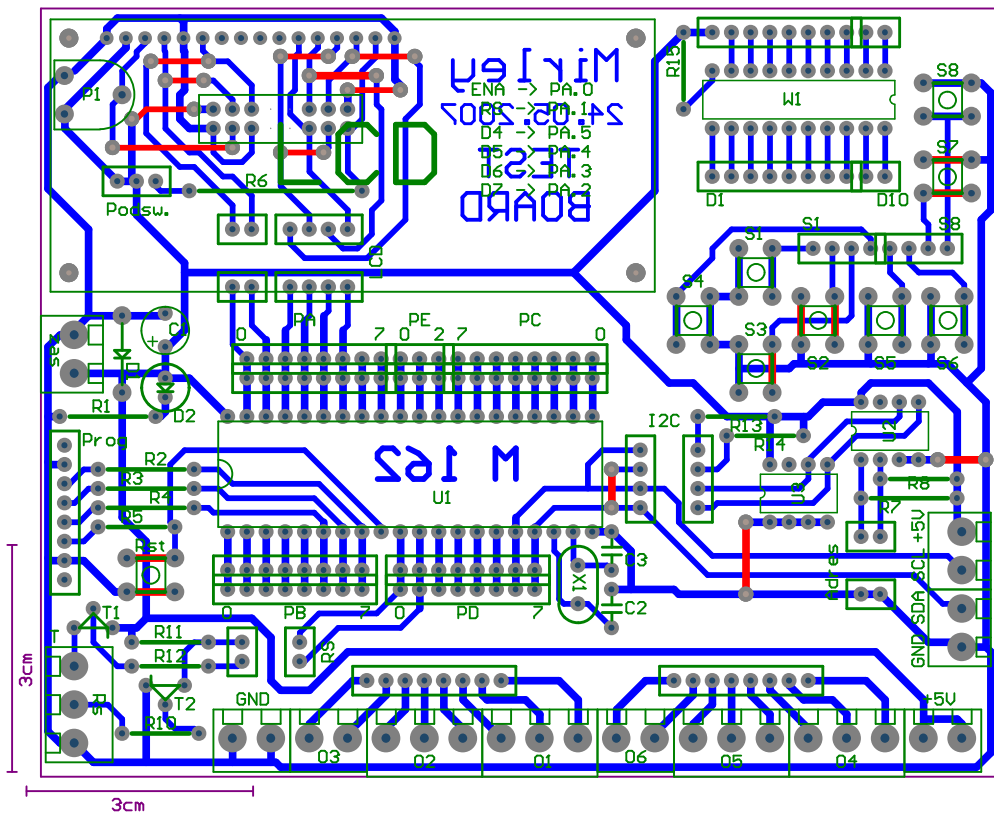 Mirley
ENA -> PA.0
RS -> PA.1
24.05.2007
D4 -> PA.5
D5 -> PA.4
TEST
D6 -> PA.3
D7 -> PA.2
BOARD
P1
R6
Podsw.
LCD
R15
W1
D1
D10
S8
S7
S1
S8
S1
S4
S3
S2
S5
S6
PA
PE
PC
0
7
0
2
7
0
Zas
C1
+
D2
R1
Prog
R2
R3
R4
R5
Rst
M 162
U1
I2C
R13
R14
U2
U3
R8
R7
Adres
+5V
SCL
SDA
GND
C3
X1
C2
0
PB
7
0
PD
7
T1
T
R11
R12
RS
Rs
T2
R10
GND
+5V
O3
O2
O1
O6
O5
O4
3cm
3cm